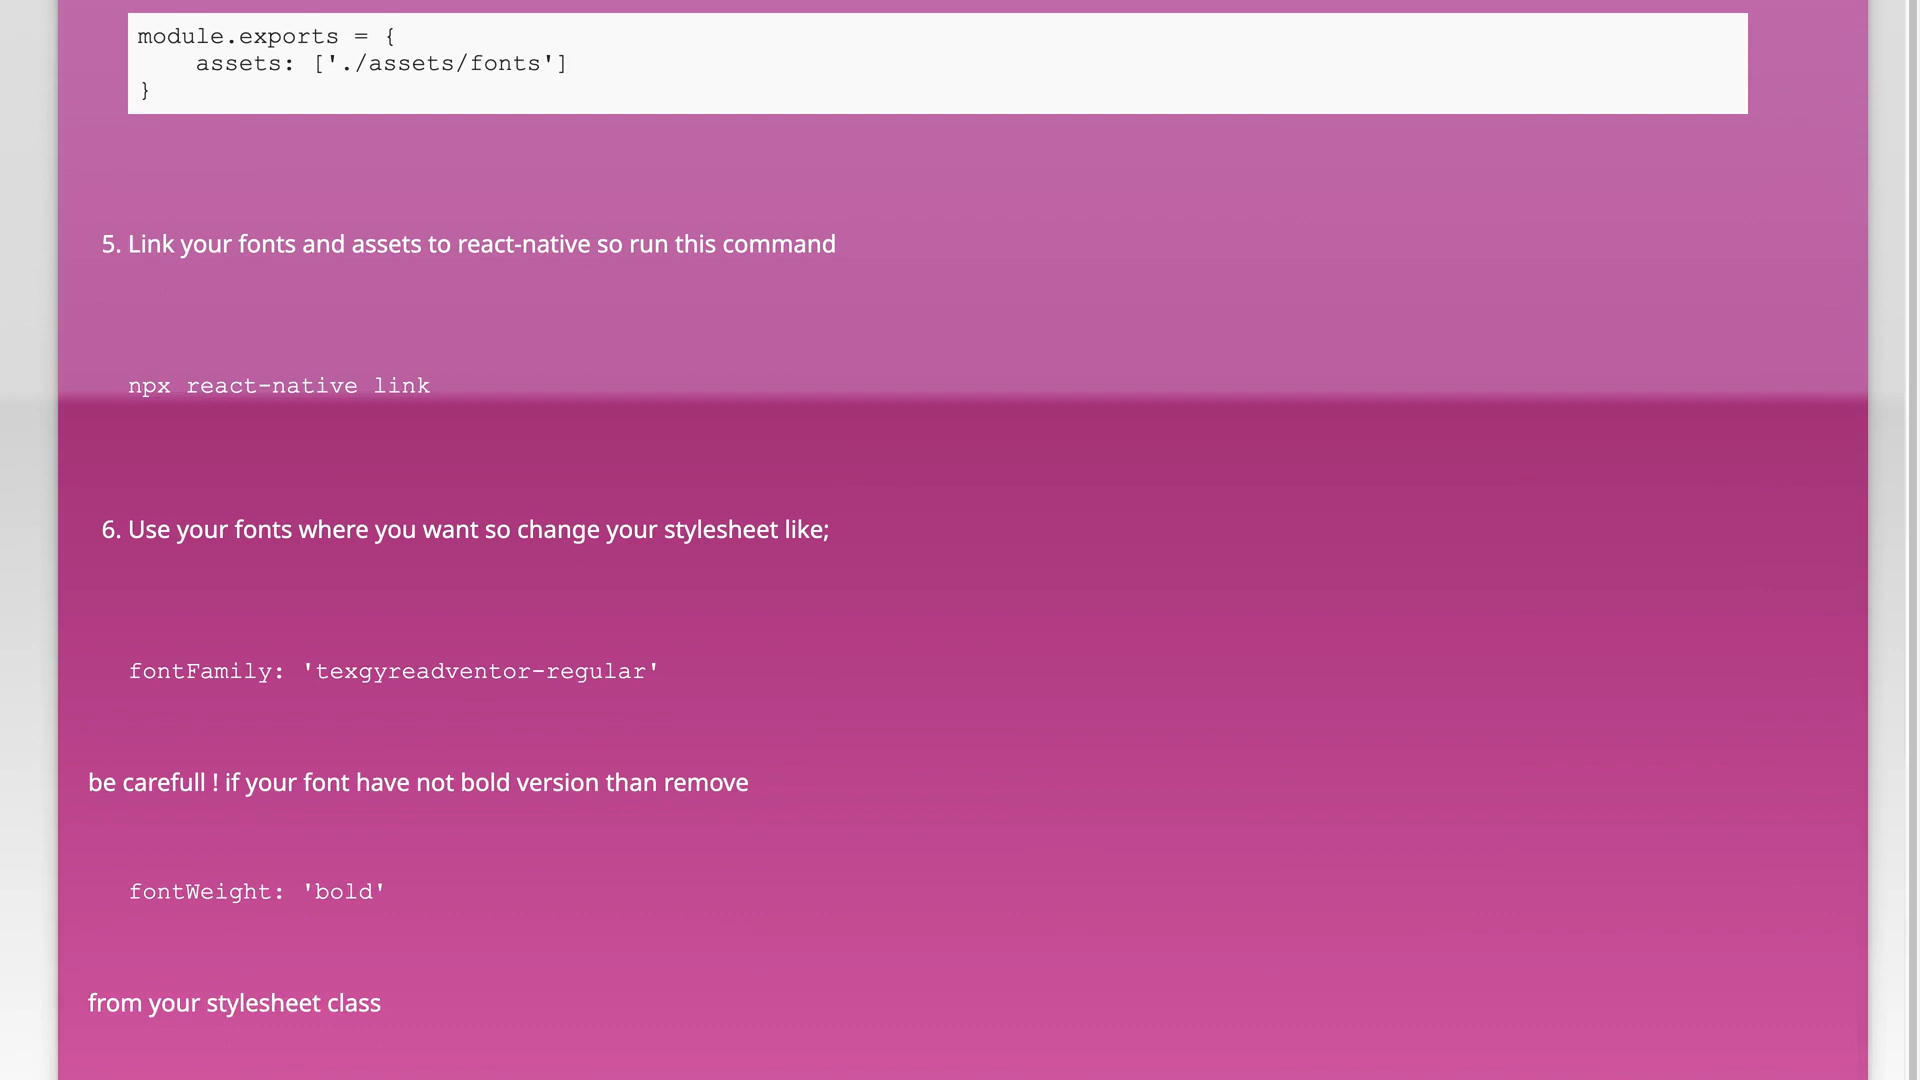 module.exports = {
    assets: ['./assets/fonts']
}
5. Link your fonts and assets to react-native so run this command
npx react-native link
6. Use your fonts where you want so change your stylesheet like;
fontFamily: 'texgyreadventor-regular'
be carefull ! if your font have not bold version than remove
fontWeight: 'bold'
from your stylesheet class